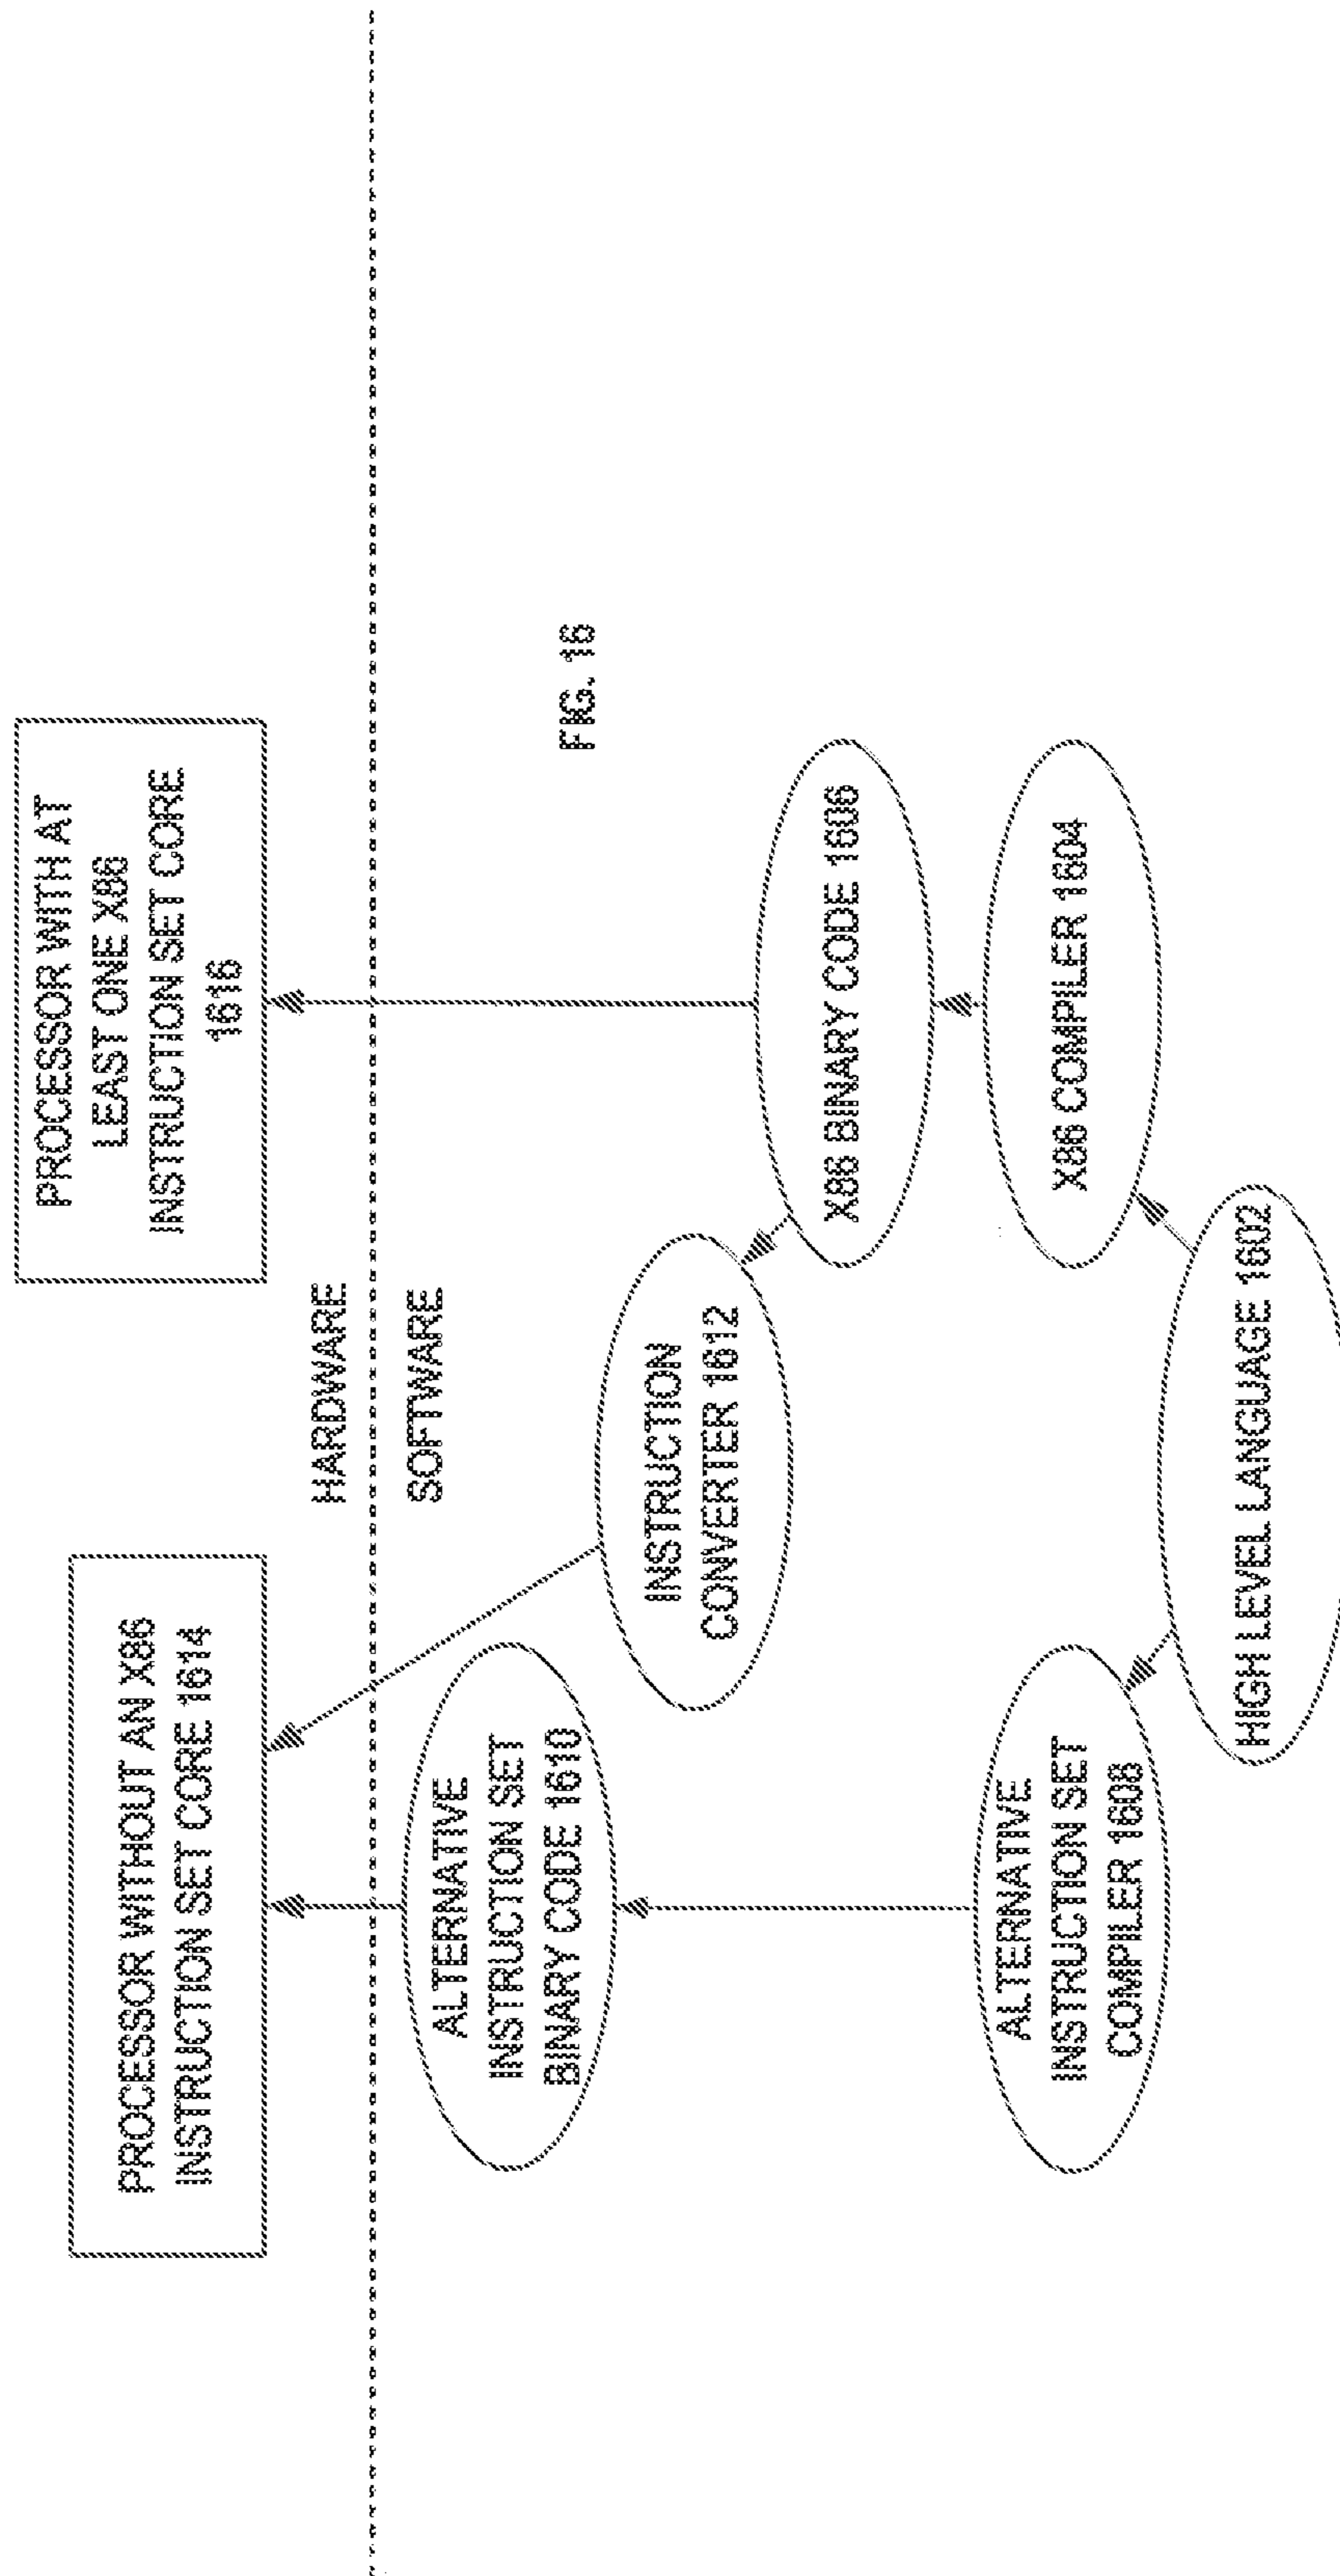 PROCESSOR WITHOUT AN X86
INSTRUCTION SET CORE 1614
PROCESSOR WITH AT
LEAST ONE X86
INSTRUCTION SET CORE
1616
HARDWARE
SOFTWARE
ALTERNATIVE
INSTRUCTION SET
BINARY CODE 1610
INSTRUCTION
CONVERTER 1612
FIG. 16
X86 BINARY CODE 1606
ALTERNATIVE
INSTRUCTION SET
COMPILER 1608
X86 COMPILER 1604
HIGH LEVEL LANGUAGE 1602